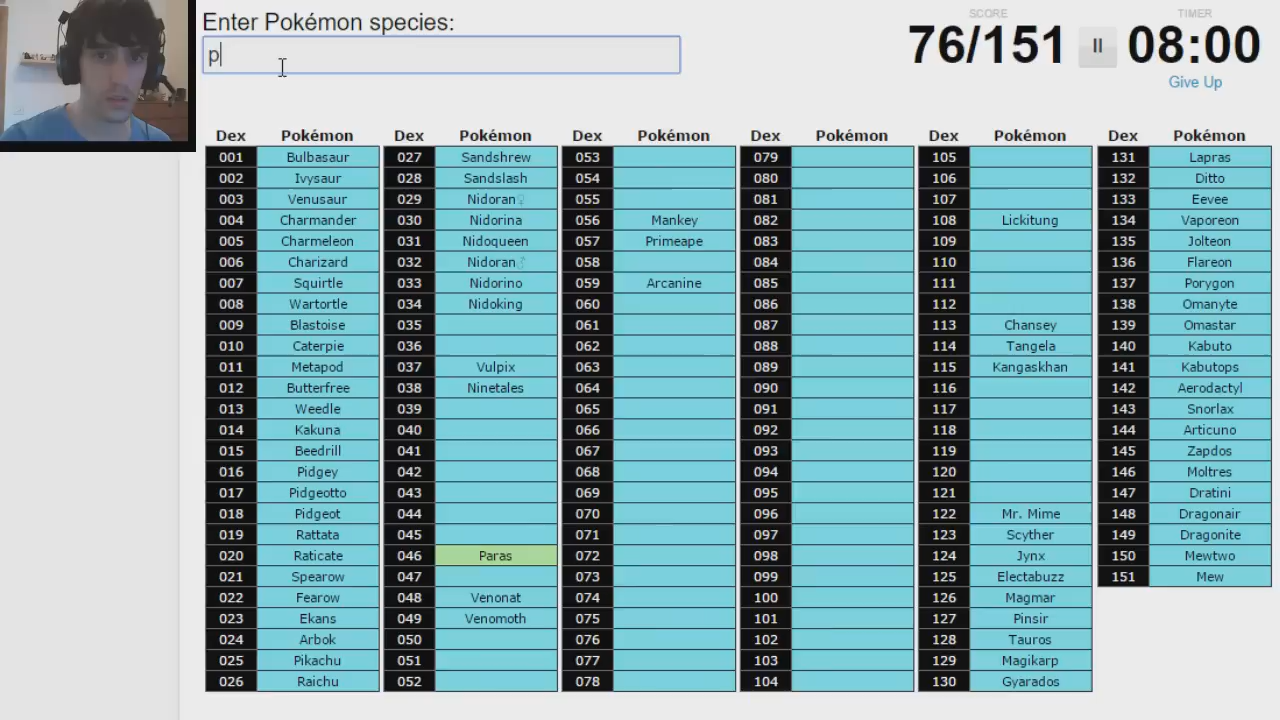 Enter Pokémon species:
p
SCORE
76/151
TIMER
08:00
Give Up
Dex Pokémon Dex Pokémon Dex Pokémon Dex Pokémon Dex Pokémon Dex Pokémon
001 Bulbasaur 027 Sandshrew 053 079 105 131 Lapras
002 Ivysaur 028 Sandslash 054 080 106 132 Ditto
003 Venusaur 029 Nidoran♀ 055 081 107 133 Eevee
004 Charmander 030 Nidorina 056 Mankey 082 108 Lickitung 134 Vaporeon
005 Charmeleon 031 Nidoqueen 057 Primeape 083 109 135 Jolteon
006 Charizard 032 Nidoran♂ 058 084 110 136 Flareon
007 Squirtle 033 Nidorino 059 Arcanine 085 111 137 Porygon
008 Wartortle 034 Nidoking 060 086 112 138 Omanyte
009 Blastoise 035 061 087 113 Chansey 139 Omastar
010 Caterpie 036 062 088 114 Tangela 140 Kabuto
011 Metapod 037 Vulpix 063 089 115 Kangaskhan 141 Kabutops
012 Butterfree 038 Ninetales 064 090 116 142 Aerodactyl
013 Weedle 039 065 091 117 143 Snorlax
014 Kakuna 040 066 092 118 144 Articuno
015 Beedrill 041 067 093 119 145 Zapdos
016 Pidgey 042 068 094 120 146 Moltres
017 Pidgeotto 043 069 095 121 147 Dratini
018 Pidgeot 044 070 096 122 Mr. Mime 148 Dragonair
019 Rattata 045 071 097 123 Scyther 149 Dragonite
020 Raticate 046 Paras 072 098 124 Jynx 150 Mewtwo
021 Spearow 047 073 099 125 Electabuzz 151 Mew
022 Fearow 048 Venonat 074 100 126 Magmar
023 Ekans 049 Venomoth 075 101 127 Pinsir
024 Arbok 050 076 102 128 Tauros
025 Pikachu 051 077 103 129 Magikarp
026 Raichu 052 078 104 130 Gyarados